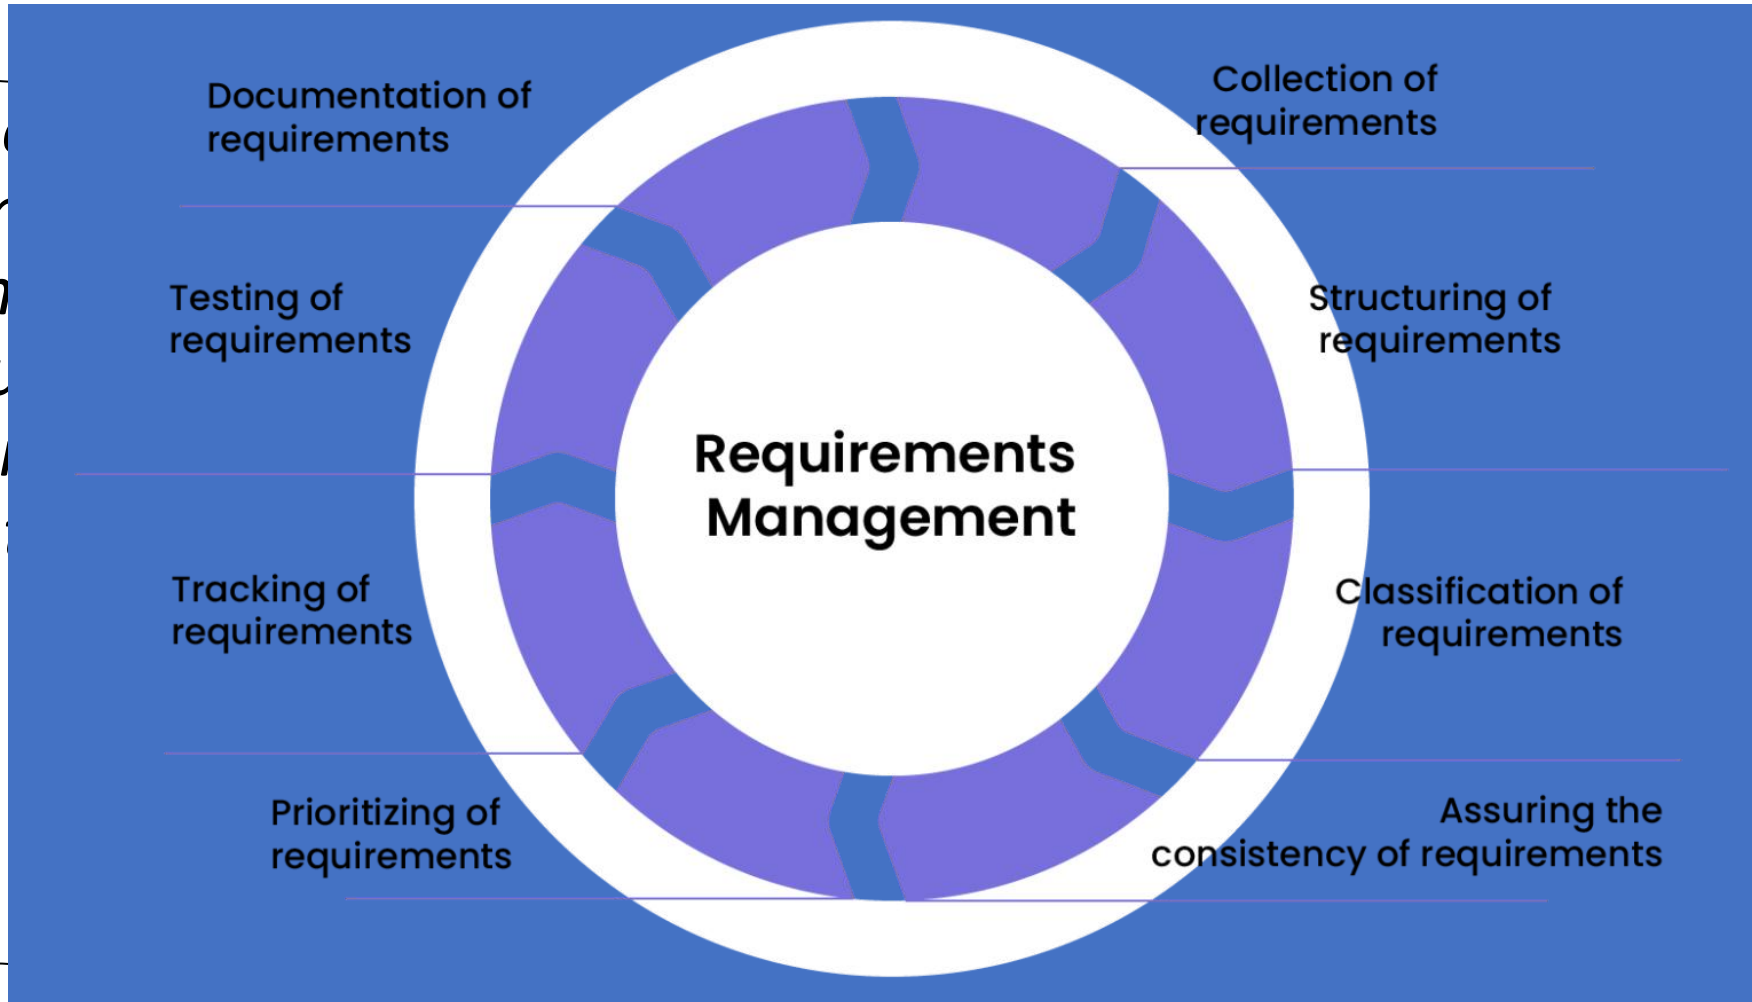 Documentation of
requirements
Collection of
requirements
Testing of
requirements
Structuring of
requirements
Requirements
Management
Tracking of
requirements
Classification of
requirements
Prioritizing of
requirements
Assuring the
consistency of requirements